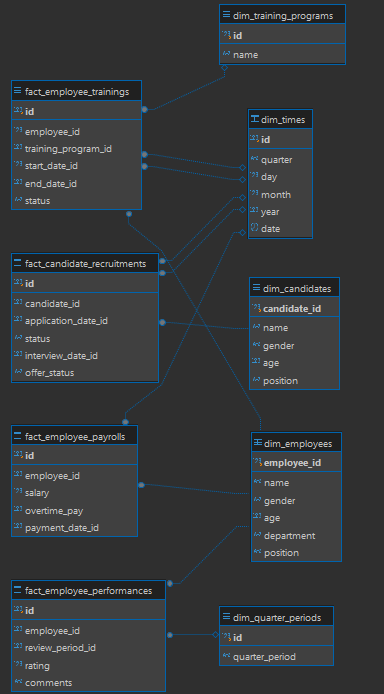 dim_training_programs
id
name
fact_employee_trainings
id
employee_id
training_program_id
start_date_id
end_date_id
status
dim_times
id
quarter
day
month
year
date
fact_candidate_recruitments
id
candidate_id
application_date_id
status
interview_date_id
offer_status
dim_candidates
candidate_id
name
gender
age
position
fact_employee_payrolls
id
employee_id
salary
overtime_pay
payment_date_id
dim_employees
employee_id
name
gender
age
department
position
fact_employee_performances
id
employee_id
review_period_id
rating
comments
dim_quarter_periods
id
quarter_period